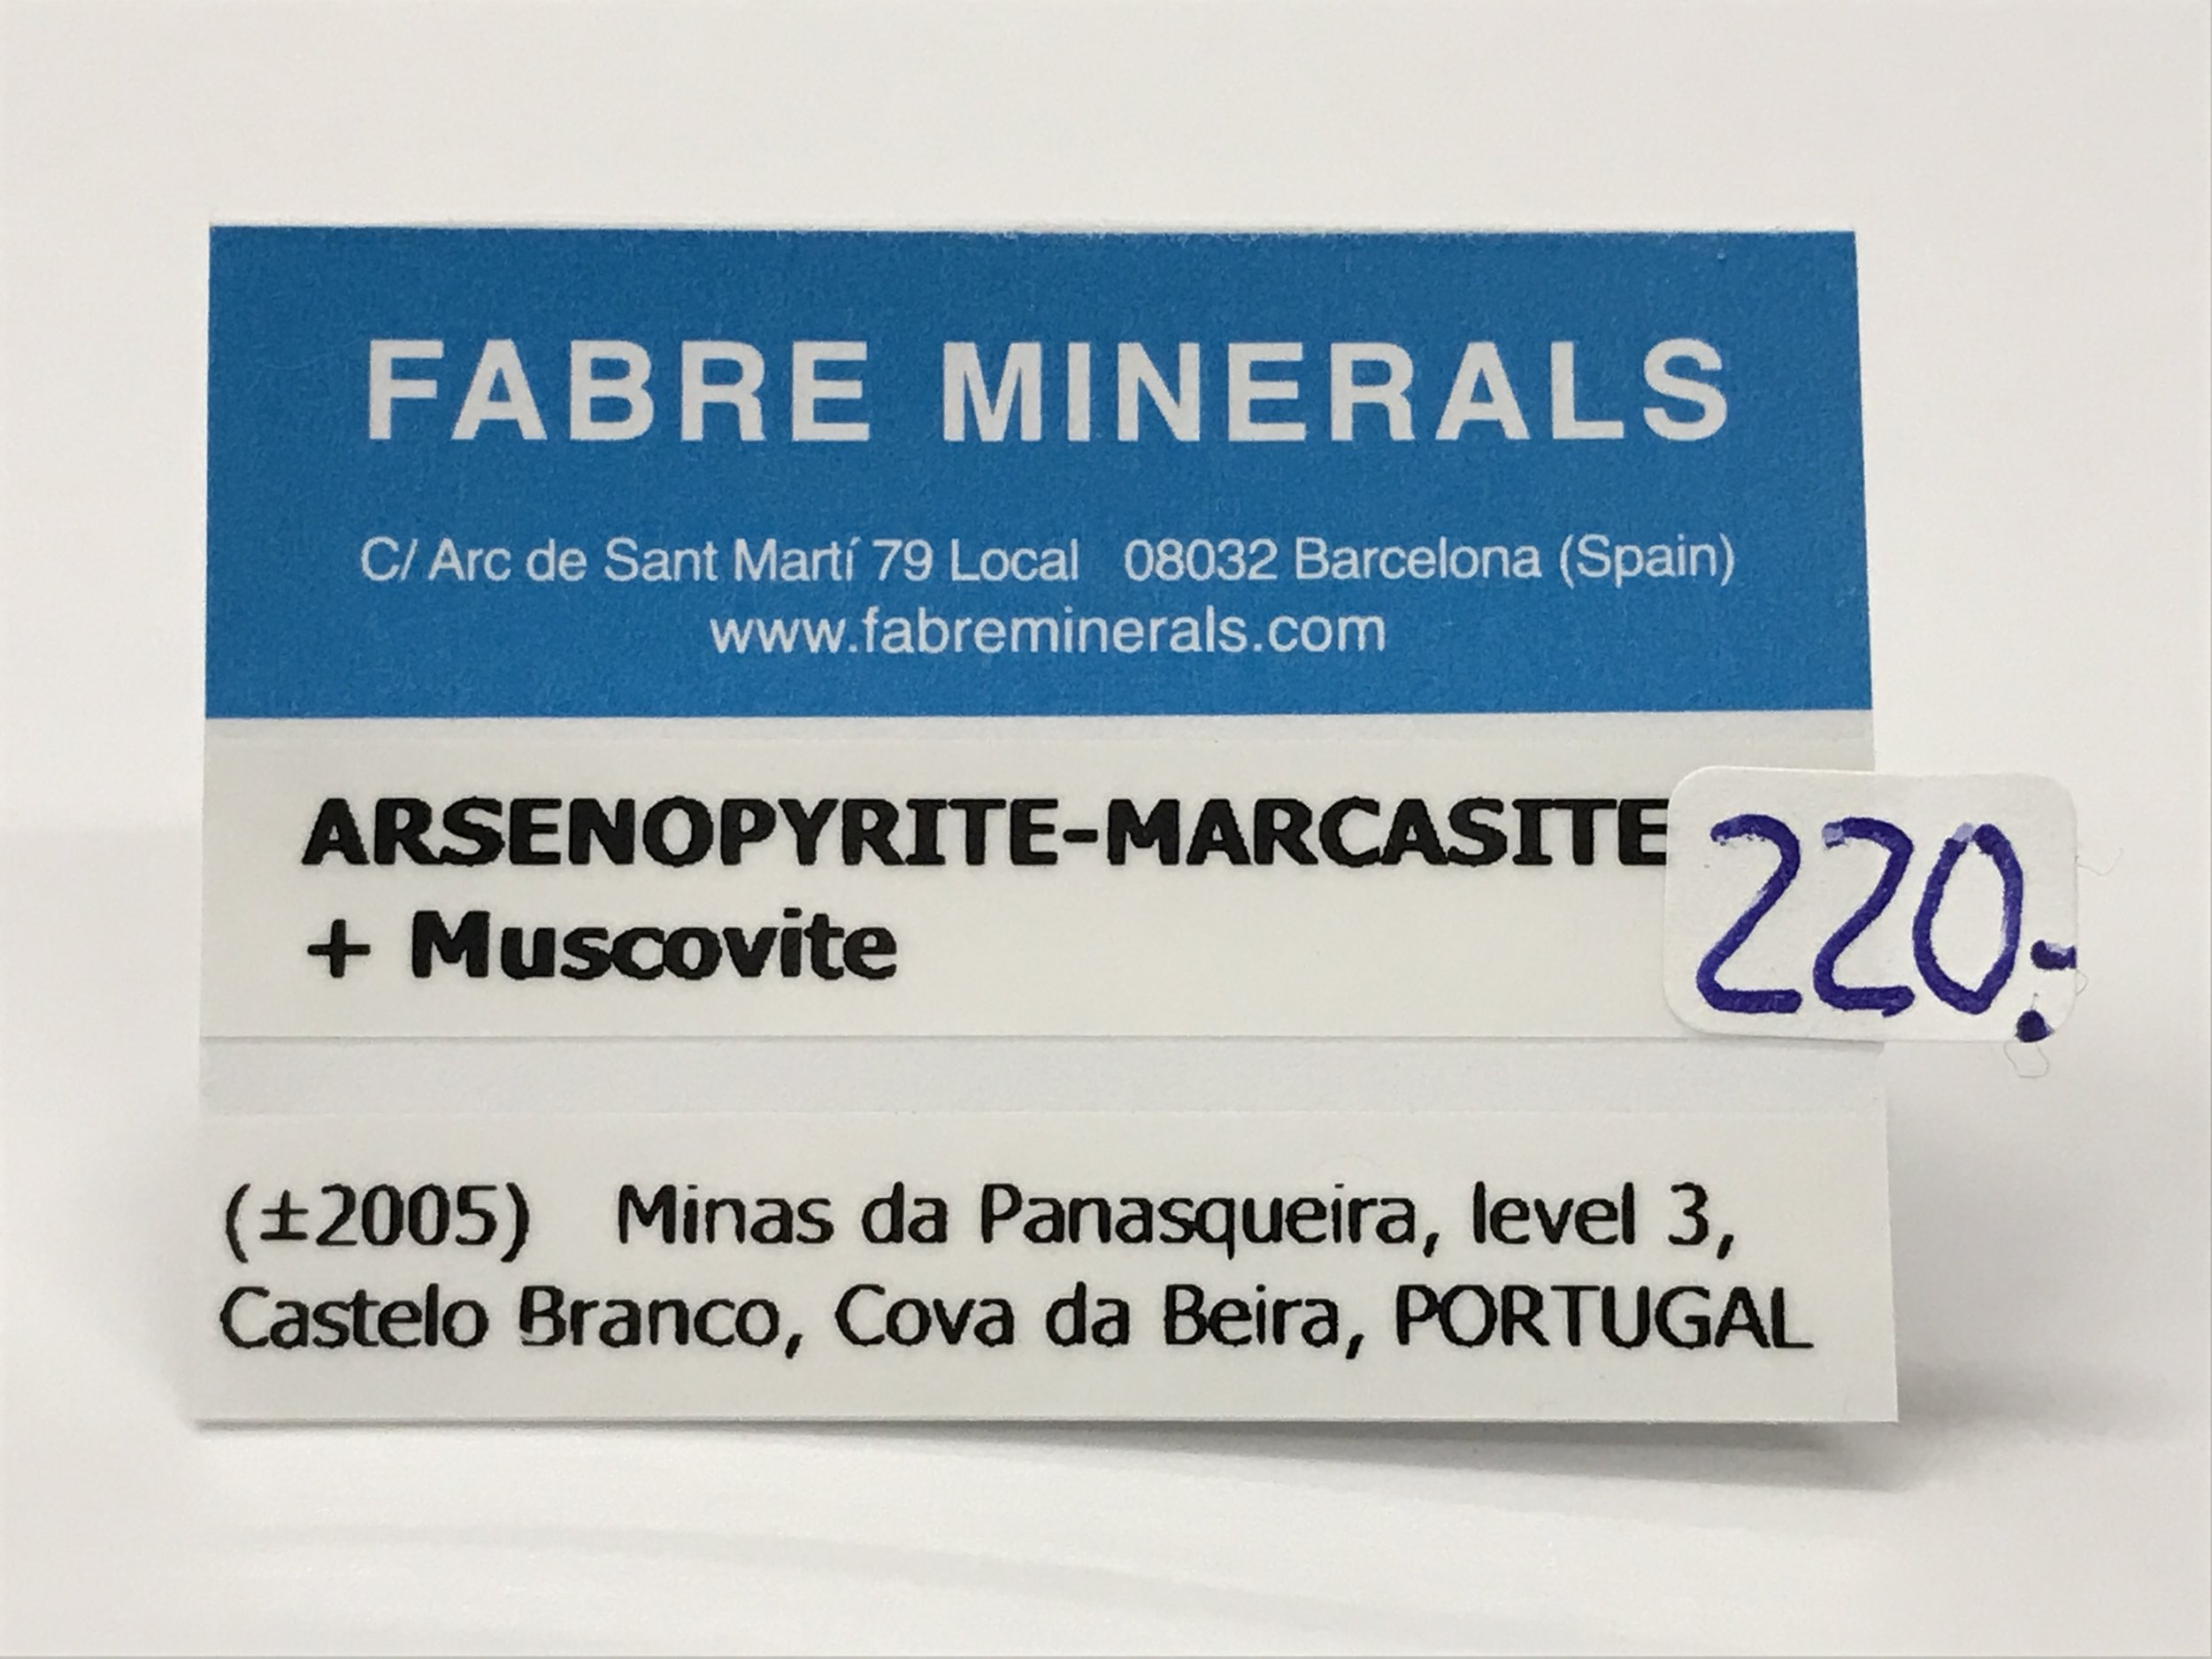 FABRE MINERALS
C/ Arc de Sant Martí 79 Local 08032 Barcelona (Spain)
www.fabreminerals.com
ARSENOPYRITE-MARCASITE
+ Muscovite
220.-
(±2005) Minas da Panasqueira, level 3,
Castelo Branco, Cova da Beira, PORTUGAL